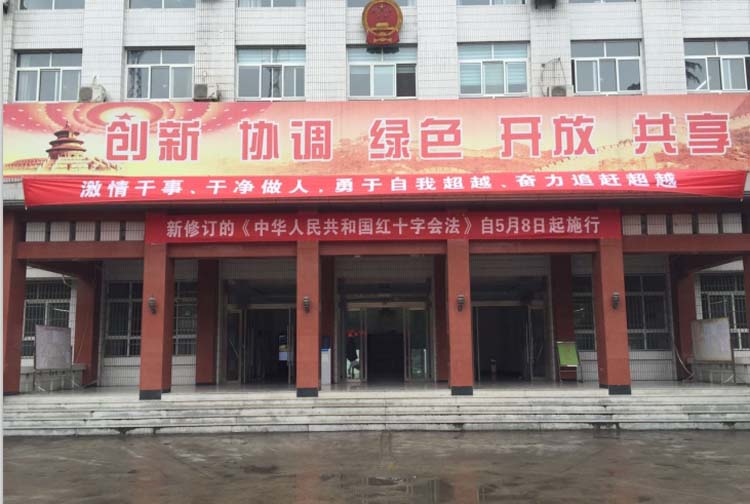 创新 协调 绿色 开放 共享
激情干事、干净做人，勇于自我超越、奋力追赶超越
新修订的《中华人民共和国红十字会法》自5月8日起施行